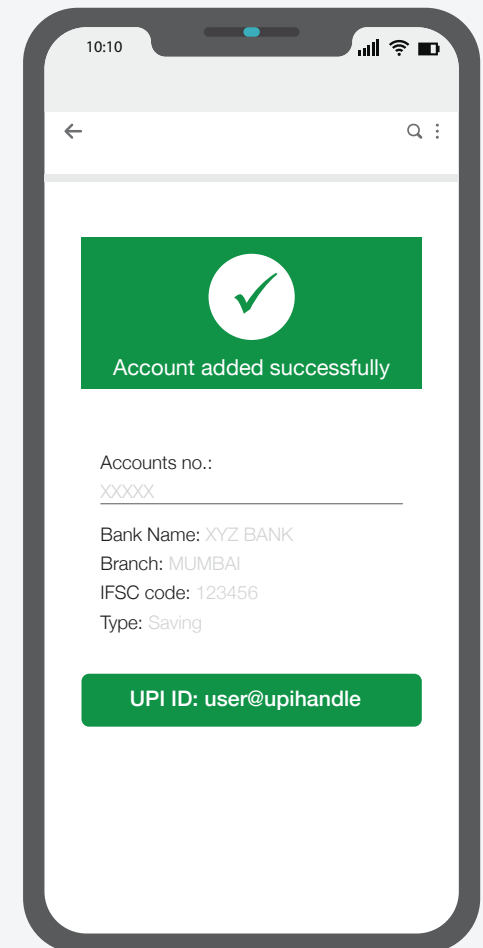 10:10
Account added successfully
Accounts no.:
XXXXX
Bank Name: XYZ BANK
Branch: MUMBAI
IFSC code: 123456
Type: Saving
UPI ID: user@upihandle